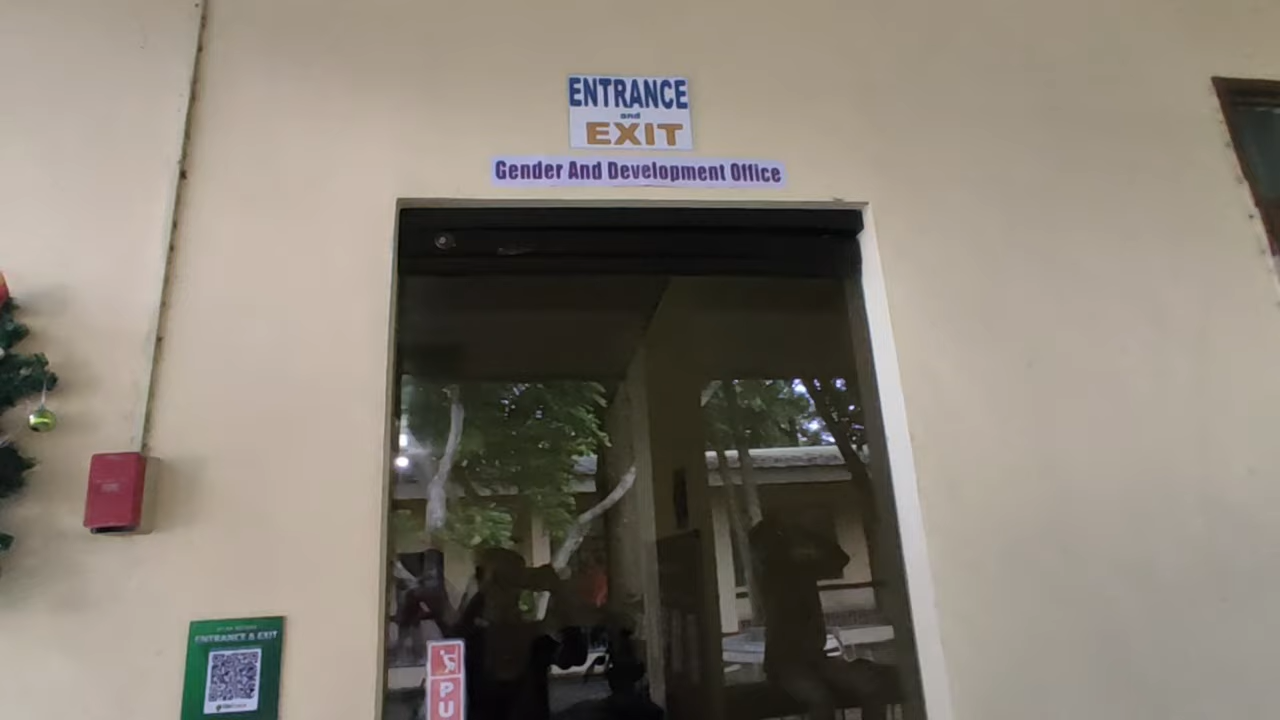 ENTRANCE
and
EXIT
Gender And Development Office
ENTRANCE & EXIT
PU